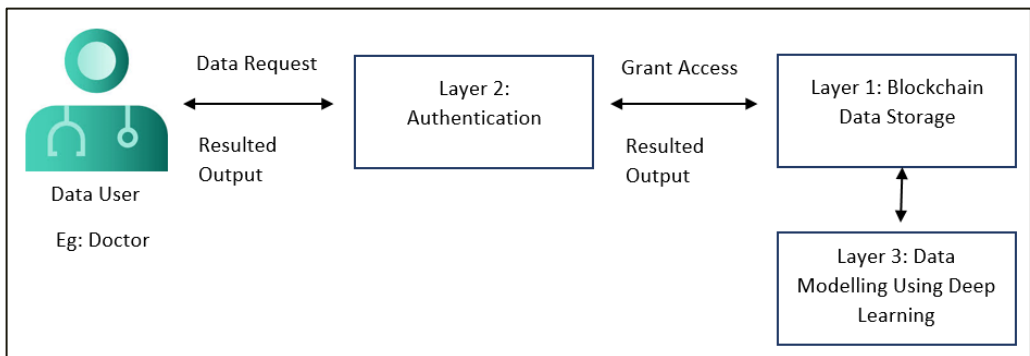 Data Request
Resulted
Output
Data User
Eg: Doctor
Layer 2:
Authentication
Grant Access
Resulted
Output
Layer 1: Blockchain
Data Storage
Layer 3: Data
Modelling Using Deep
Learning